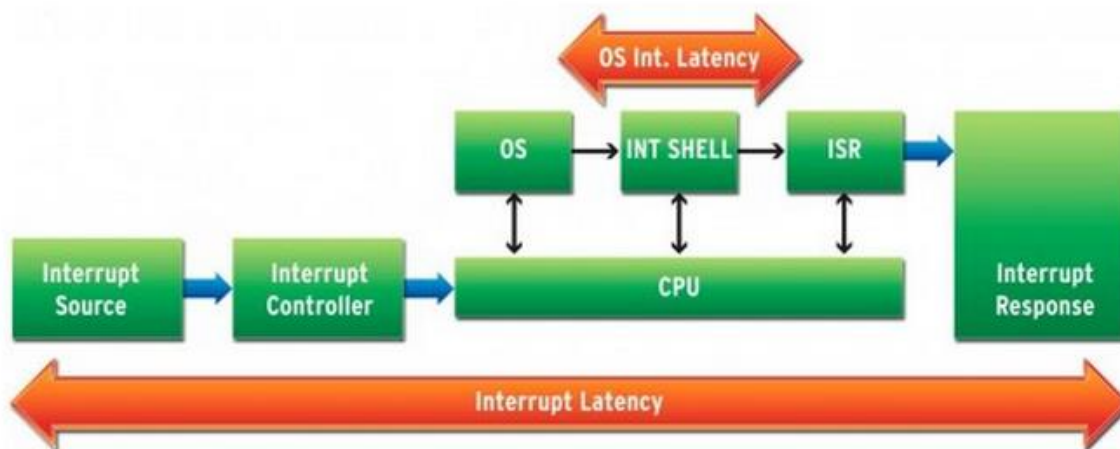 OS Int. Latency
OS
INT SHELL
ISR
Interrupt
Source
Interrupt
Controller
CPU
Interrupt
Response
Interrupt Latency